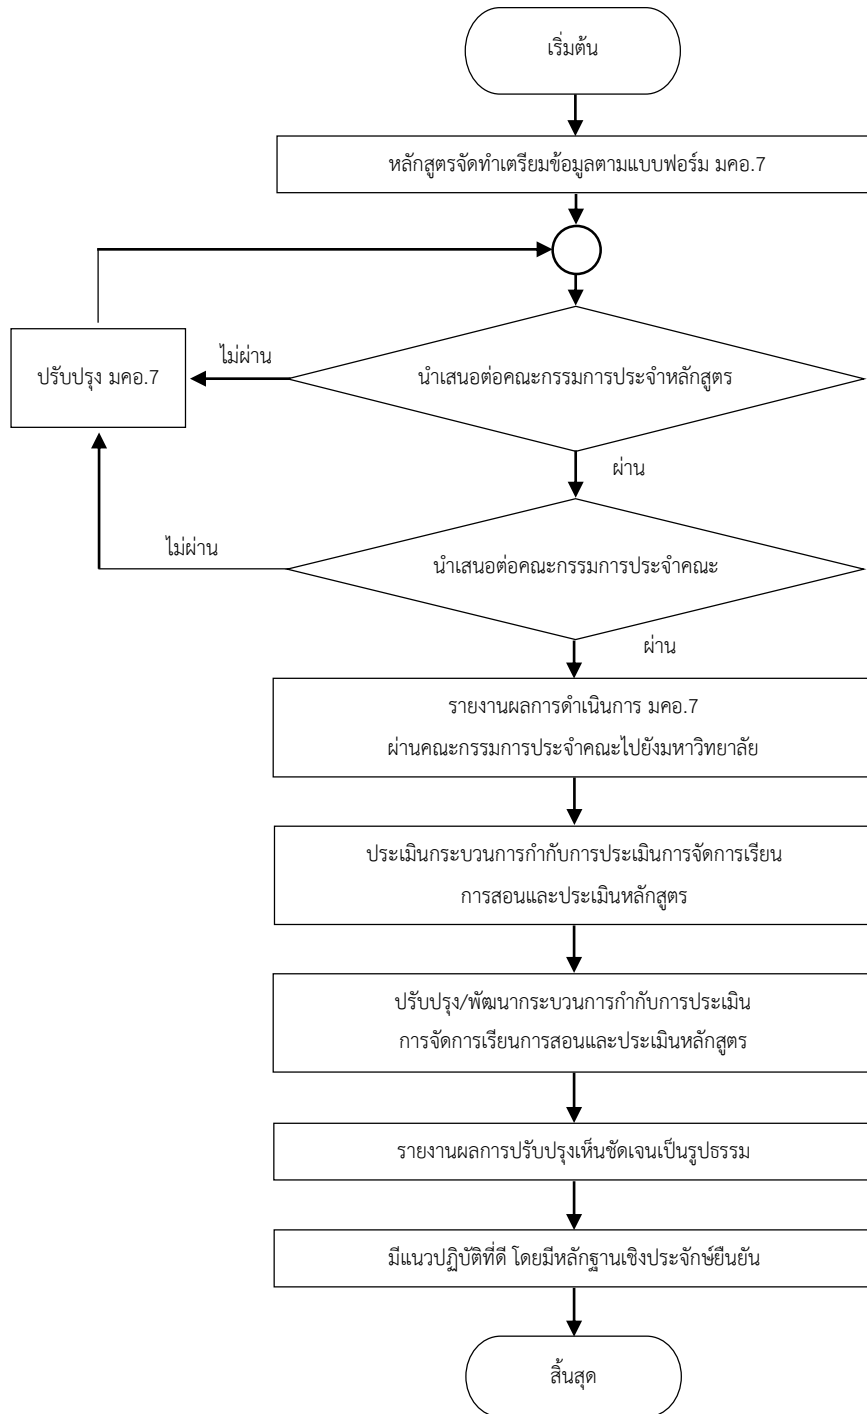 เริ่มต้น
หลักสูตรจัดทำเตรียมข้อมูลตามแบบฟอร์ม มคอ.7
ไม่ผ่าน
ปรับปรุง มคอ.7
นำเสนอต่อคณะกรรมการประจำหลักสูตร
ผ่าน
ไม่ผ่าน
นำเสนอต่อคณะกรรมการประจำคณะ
ผ่าน
รายงานผลการดำเนินการ มคอ.7
ผ่านคณะกรรมการประจำคณะไปยังมหาวิทยาลัย
ประเมินกระบวนการกำกับการประเมินการจัดการเรียน
การสอนและประเมินหลักสูตร
ปรับปรุง/พัฒนากระบวนการกำกับการประเมิน
การจัดการเรียนการสอนและประเมินหลักสูตร
รายงานผลการปรับปรุงเห็นชัดเจนเป็นรูปธรรม
มีแนวปฏิบัติที่ดี โดยมีหลักฐานเชิงประจักษ์ยืนยัน
สิ้นสุด